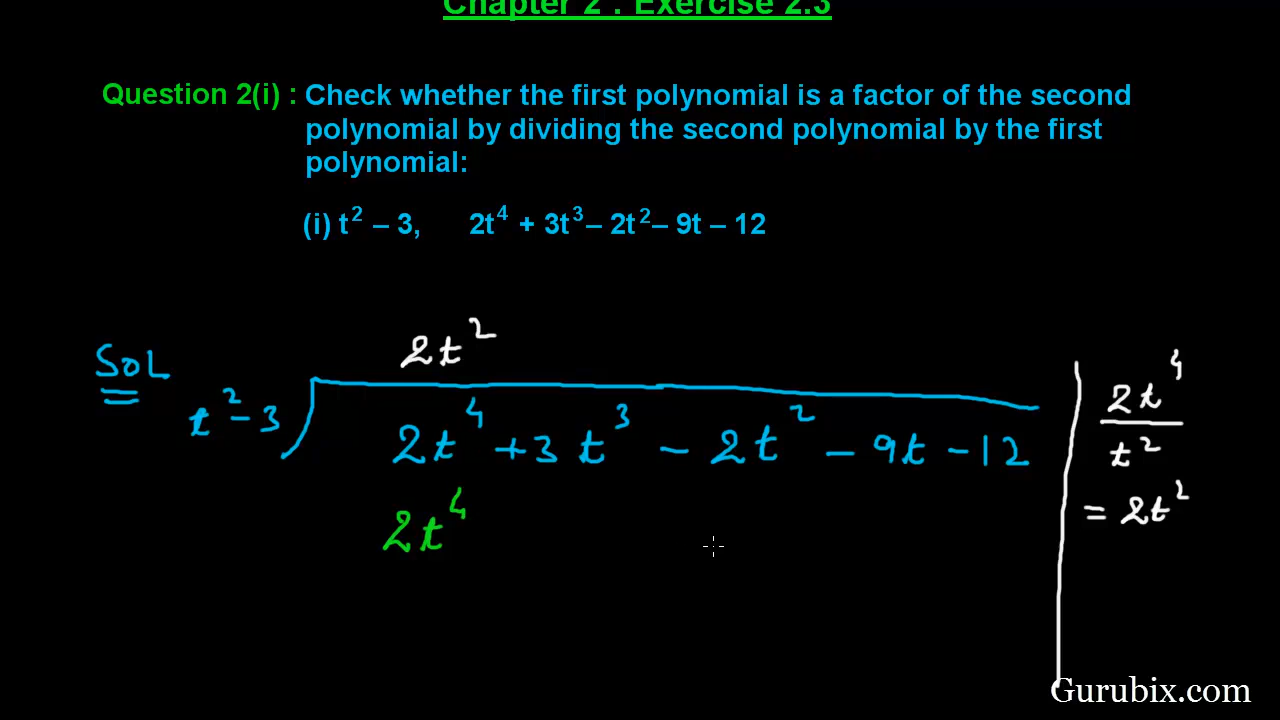 Chapter 2 : Exercise 2.3
Question 2(i) : Check whether the first polynomial is a factor of the second
polynomial by dividing the second polynomial by the first
polynomial:
(i) t² – 3, 2t⁴ + 3t³ – 2t² – 9t – 12
SOL
2t²
t² - 3 ) 2t⁴ + 3t³ - 2t² - 9t - 12
2t⁴
2t⁴
t²
= 2t²
Gurubix.com